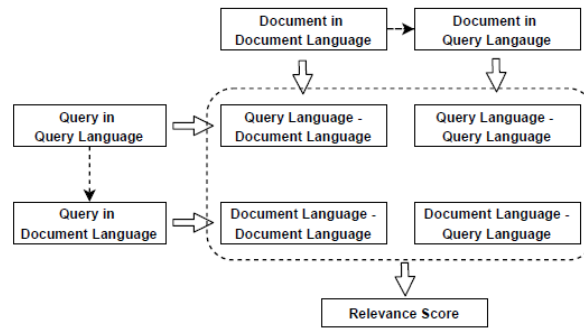 Document in
Document Language
Document in
Query Langauge
Query in
Query Language
Query Language -
Document Language
Query Language -
Query Language
Query in
Document Language
Document Language -
Document Language
Document Language -
Query Language
Relevance Score